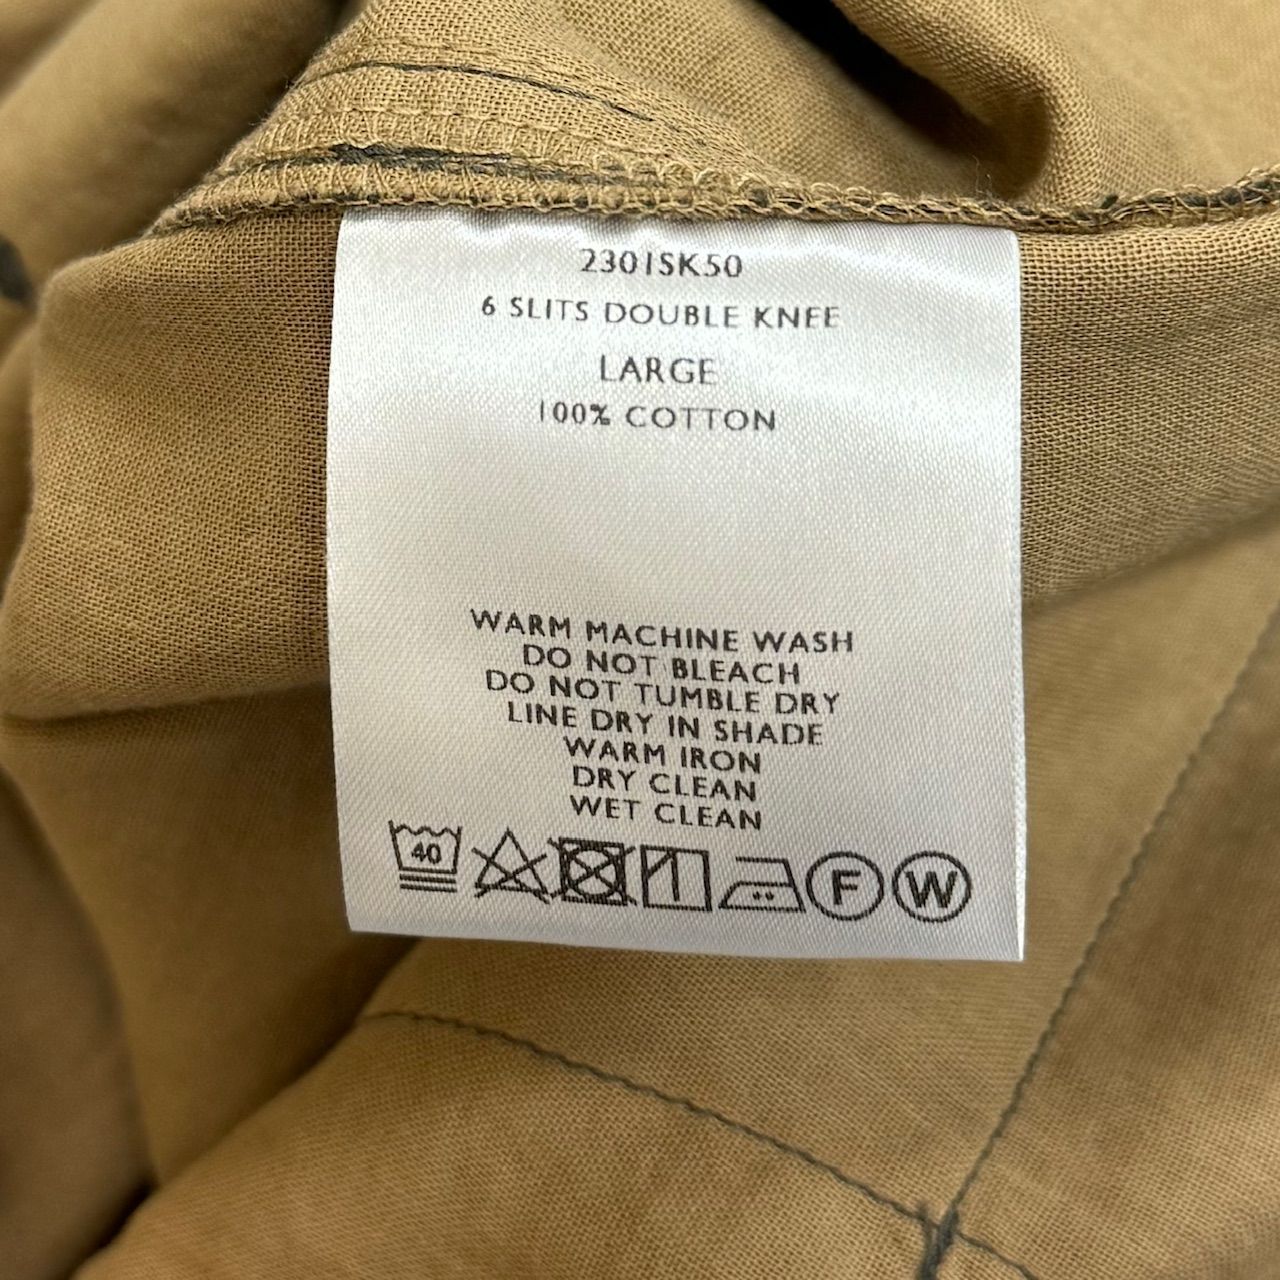 2301SK50
6 SLITS DOUBLE KNEE
LARGE
100% COTTON
WARM MACHINE WASH
DO NOT BLEACH
DO NOT TUMBLE DRY
LINE DRY IN SHADE
WARM IRON
DRY CLEAN
WET CLEAN
40 F W